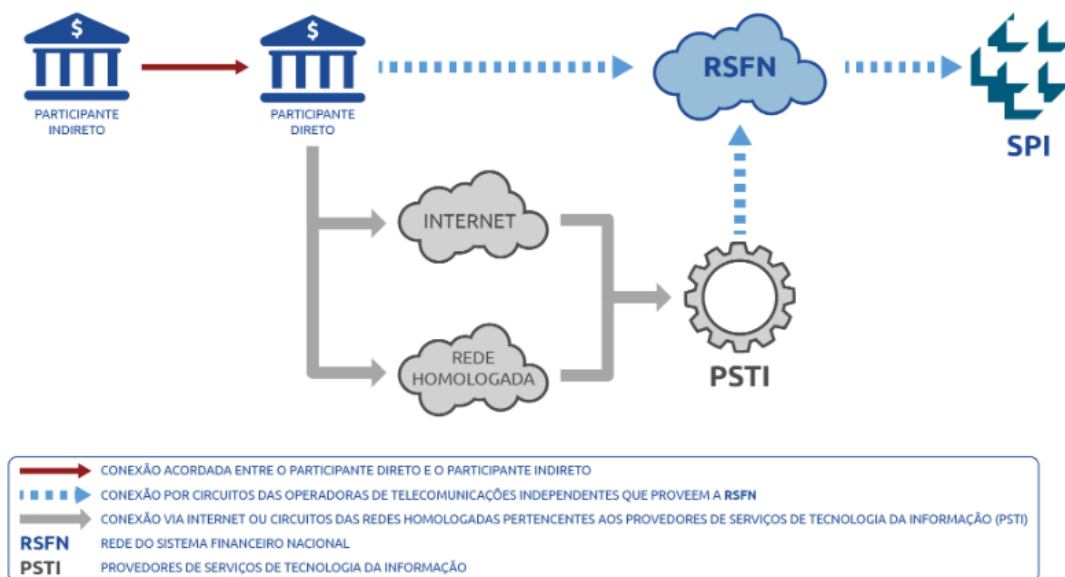 $
$
PARTICIPANTE
INDIRETO
PARTICIPANTE
DIRETO
RSFN
SPI
INTERNET
REDE
HOMOLOGADA
PSTI
CONEXÃO ACORDADA ENTRE O PARTICIPANTE DIRETO E O PARTICIPANTE INDIRETO
CONEXÃO POR CIRCUITOS DAS OPERADORAS DE TELECOMUNICAÇÕES INDEPENDENTES QUE PROVEEM A RSFN
CONEXÃO VIA INTERNET OU CIRCUITOS DAS REDES HOMOLOGADAS PERTENCENTES AOS PROVEDORES DE SERVIÇOS DE TECNOLOGIA DA INFORMAÇÃO (PSTI)
RSFN REDE DO SISTEMA FINANCEIRO NACIONAL
PSTI PROVEDORES DE SERVIÇOS DE TECNOLOGIA DA INFORMAÇÃO